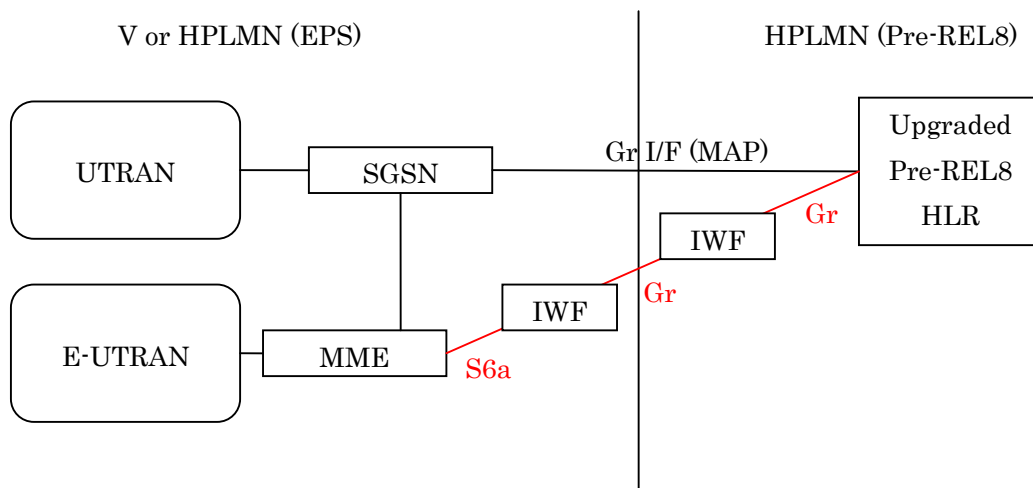 V or HPLMN (EPS)
HPLMN (Pre-REL8)
UTRAN
SGSN
Gr I/F (MAP)
Upgraded
Pre-REL8
HLR
Gr
IWF
Gr
IWF
E-UTRAN
MME
S6a